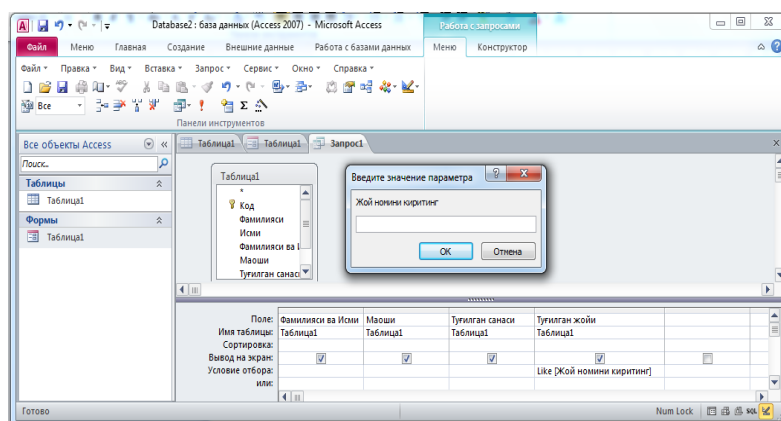 Database2 : база данных (Access 2007) - Microsoft Access Работа с запросами
Файл Меню Главная Создание Внешние данные Работа с базами данных Меню Конструктор
Файл Правка Вид Вставка Запрос Сервис Окно Справка
Все
Панели инструментов
Все объекты Access Таблица1 Таблица1 Запрос1
Поиск...
Таблицы
Таблица1
Формы
Таблица1
Таблица1
*
Код
Фамилияси
Исми
Фамилияси ва І
Маоши
Туғилган санаси
Введите значение параметра
Жой номини киритинг
ОК Отмена
Поле: Фамилияси ва Исми Маоши Туғилган санаси Туғилган жойи
Имя таблицы: Таблица1 Таблица1 Таблица1 Таблица1
Сортировка:
Вывод на экран:
Условие отбора: Like [Жой номини киритинг]
или:
Готово Num Lock SQL